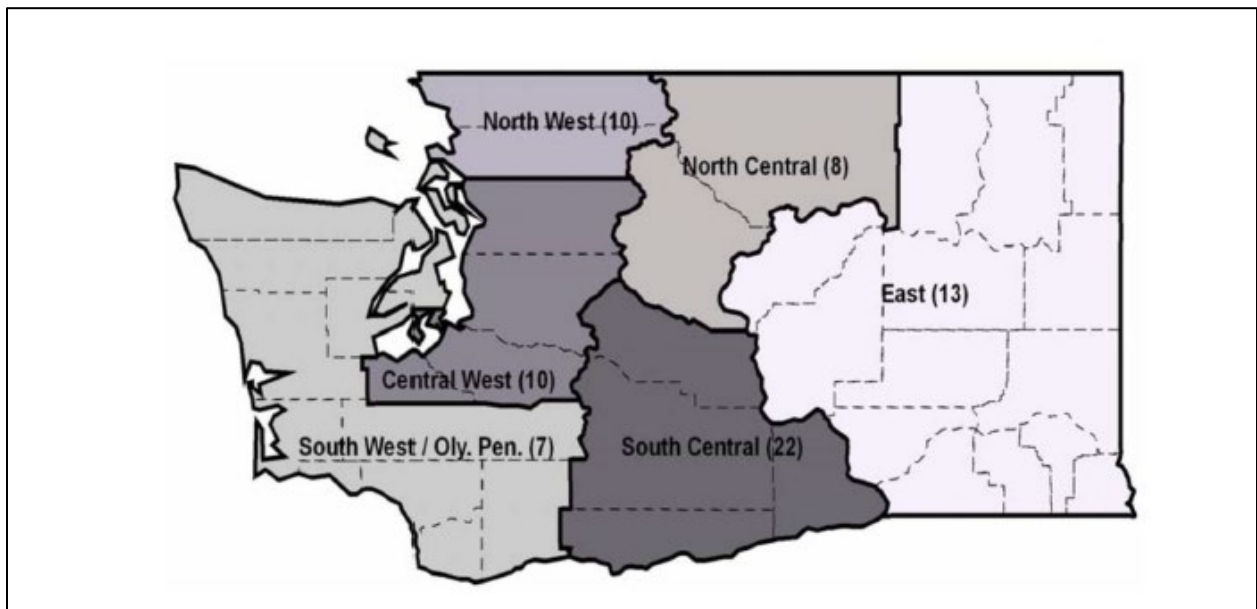 North West (10)
North Central (8)
East (13)
Central West (10)
South West / Oly. Pen. (7)
South Central (22)